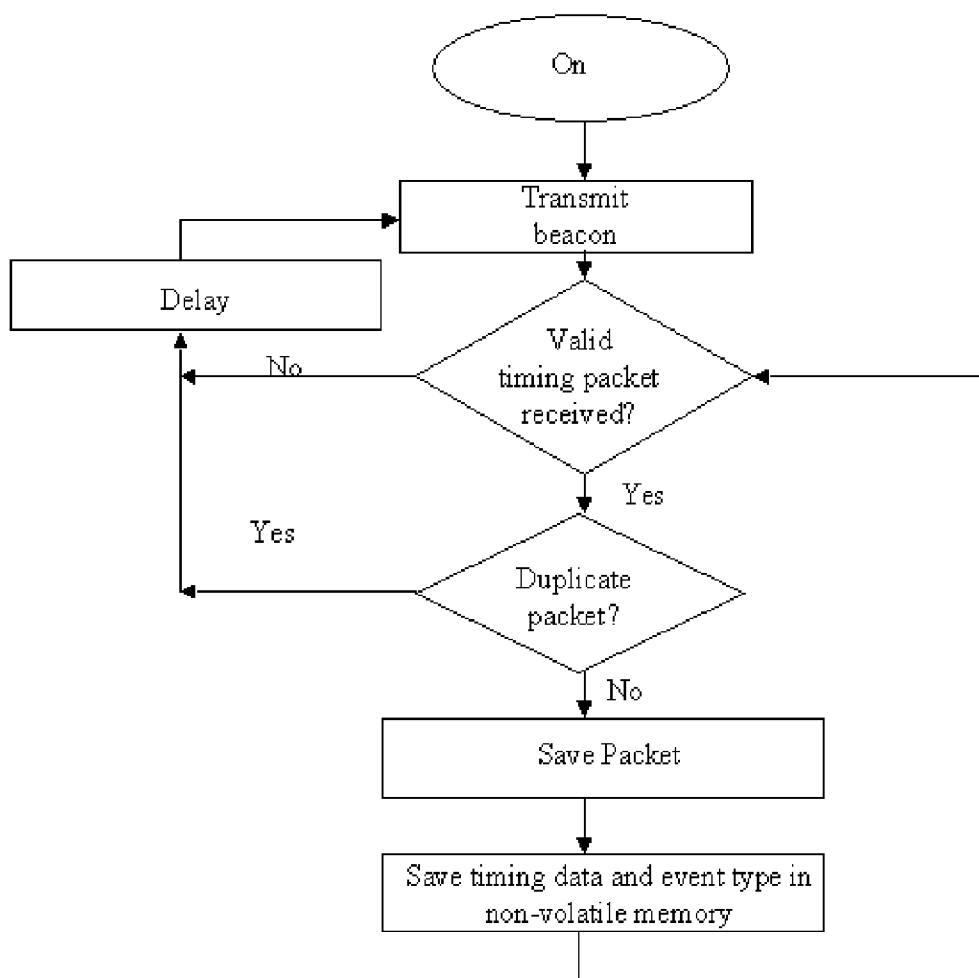 On
Transmit
beacon
Delay
Valid
timing packet
received?
No
Yes
Yes
Duplicate
packet?
No
Save Packet
Save timing data and event type in
non-volatile memory